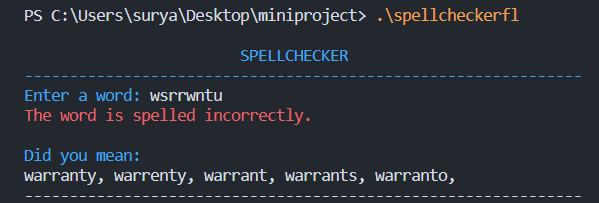 PS C:\Users\surya\Desktop\miniproject> .\spellcheckerfl
SPELLCHECKER
---------------------------------------------------------------
Enter a word: wsrrwntu
The word is spelled incorrectly.
Did you mean:
warranty, warrenty, warrant, warrants, warranto,
---------------------------------------------------------------